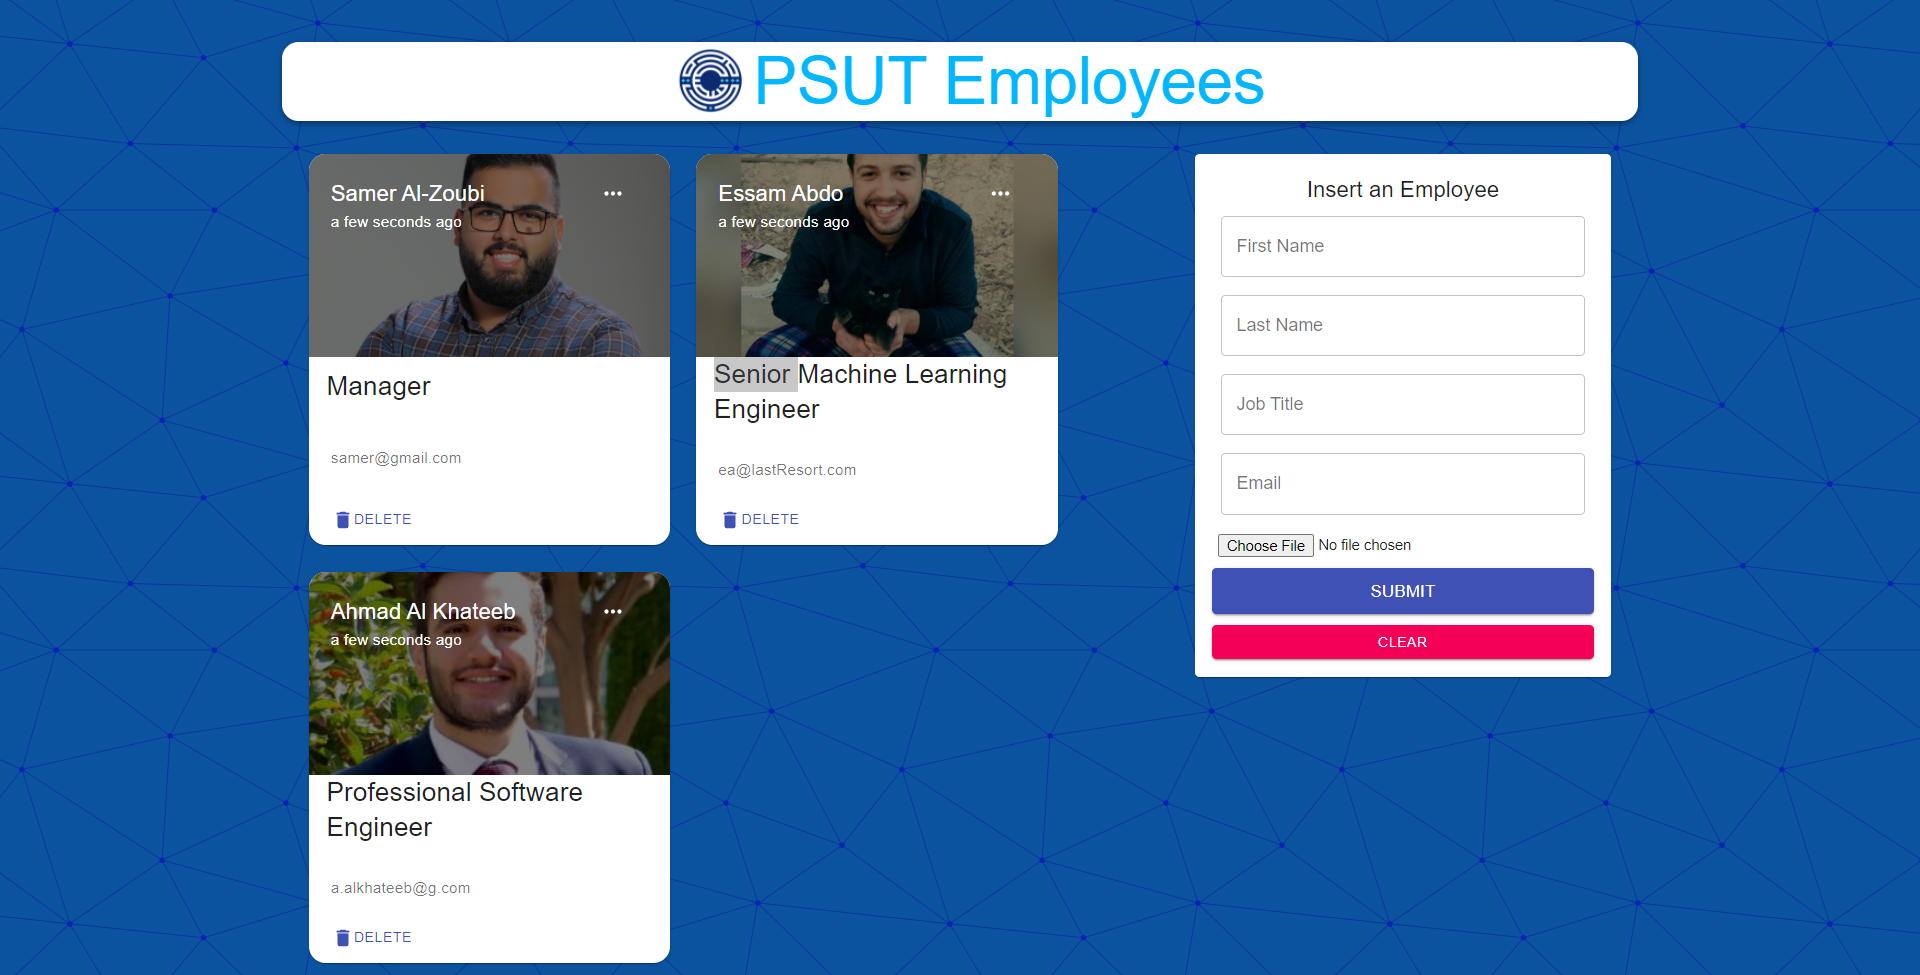 PSUT Employees
Samer Al-Zoubi
a few seconds ago
Manager
samer@gmail.com
DELETE
Essam Abdo
a few seconds ago
Senior Machine Learning
Engineer
ea@lastResort.com
DELETE
Ahmad Al Khateeb
a few seconds ago
Professional Software
Engineer
a.alkhateeb@g.com
DELETE
Insert an Employee
First Name
Last Name
Job Title
Email
Choose File No file chosen
SUBMIT
CLEAR